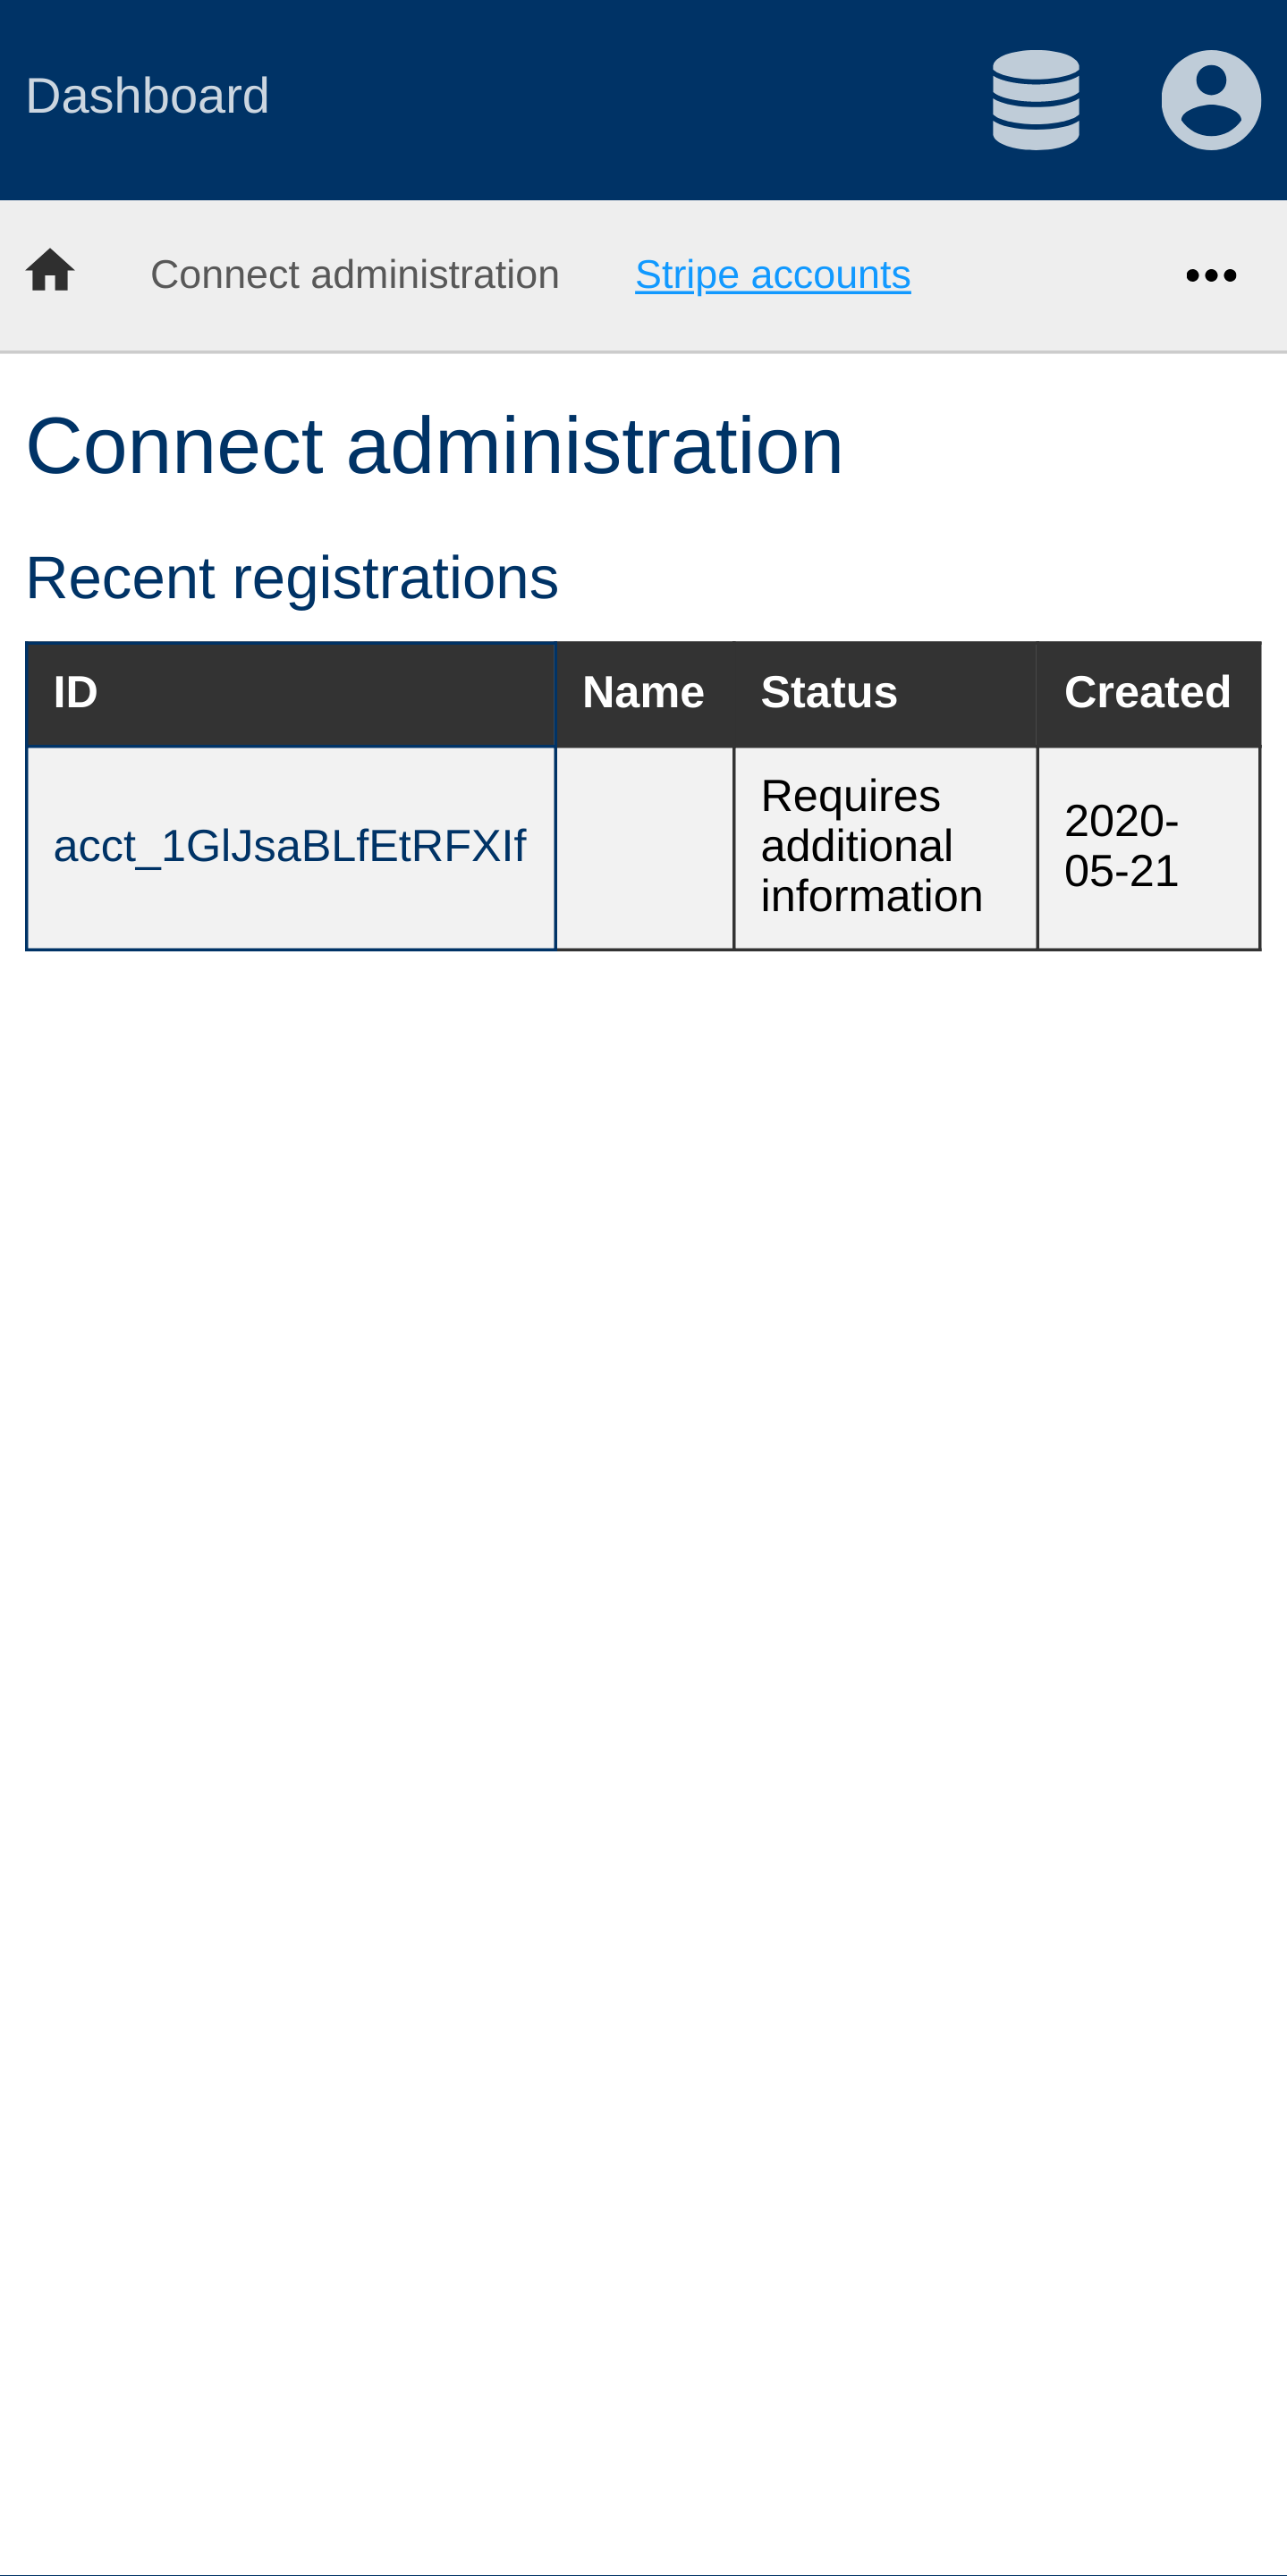 Dashboard
Connect administration Stripe accounts
Connect administration
Recent registrations
ID Name Status Created
acct_1GlJsaBLfEtRFXIf
Requires
additional
information
2020-
05-21